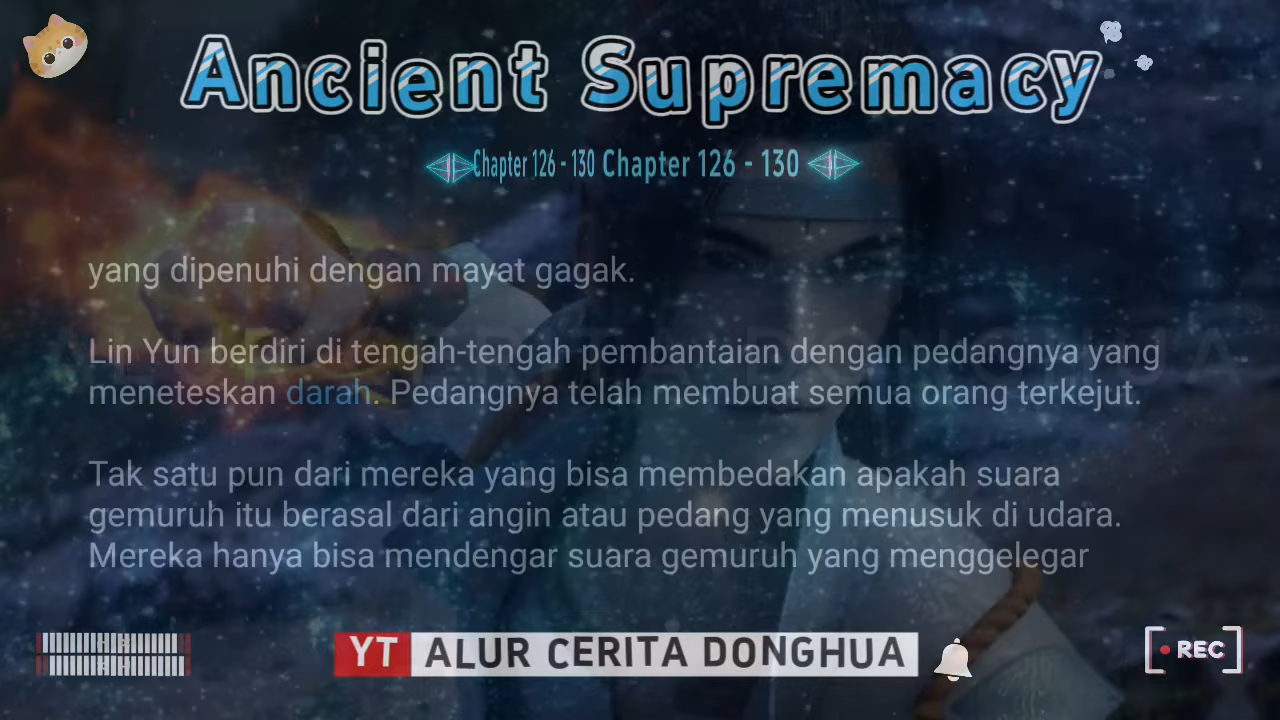 Ancient Supremacy
Chapter 126 - 130 Chapter 126 - 130
yang dipenuhi dengan mayat gagak.
Lin Yun berdiri di tengah-tengah pembantaian dengan pedangnya yang
meneteskan darah. Pedangnya telah membuat semua orang terkejut.
Tak satu pun dari mereka yang bisa membedakan apakah suara
gemuruh itu berasal dari angin atau pedang yang menusuk di udara.
Mereka hanya bisa mendengar suara gemuruh yang menggelegar
YT ALUR CERITA DONGHUA
REC